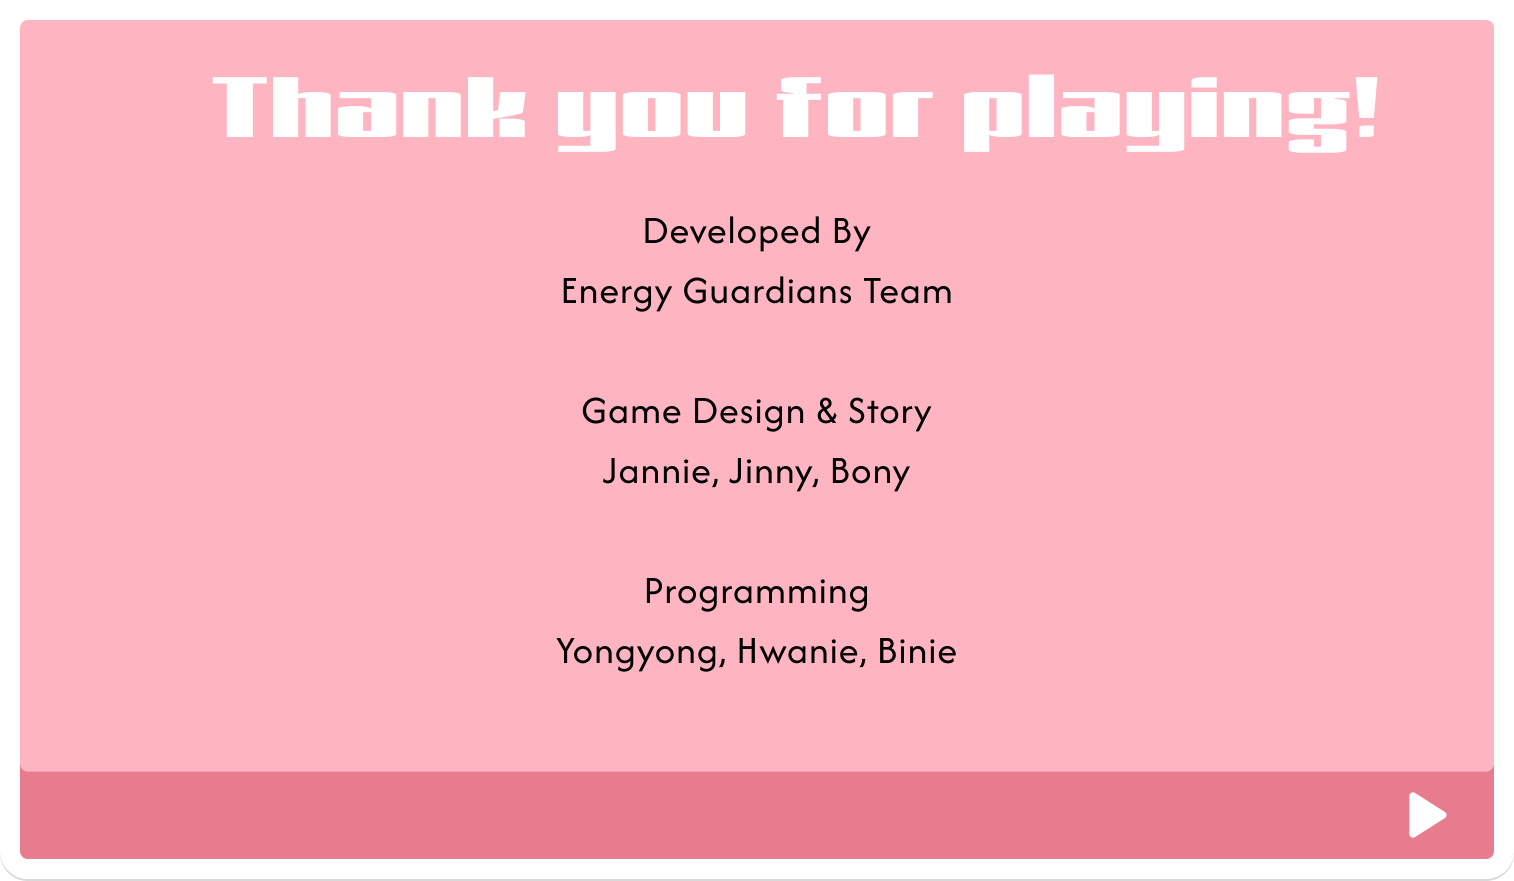 Thank you for playing!
Developed By
Energy Guardians Team
Game Design & Story
Jannie, Jinny, Bony
Programming
Yongyong, Hwanie, Binie